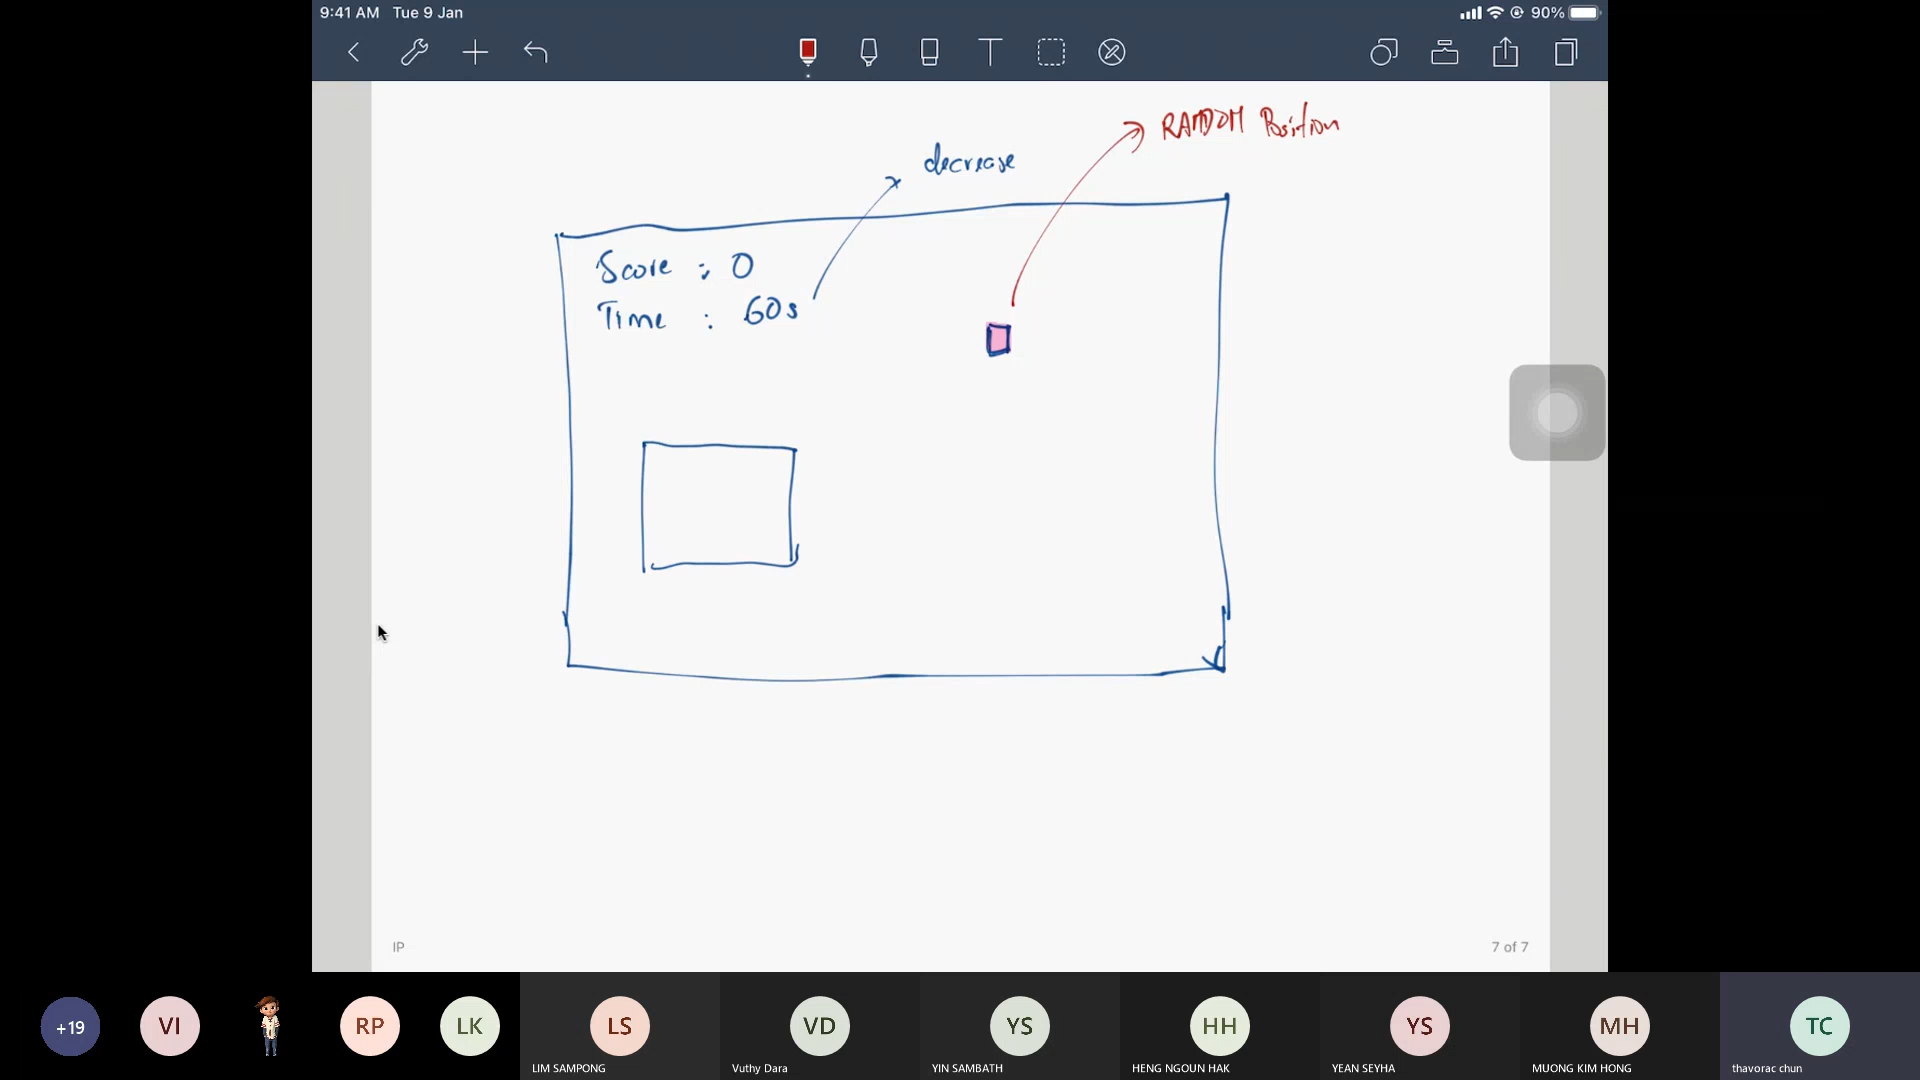 9:41 AM Tue 9 Jan
90%
RANDOM Position
decrease
Score : 0
Time : 60s
IP
7 of 7
+19
VI
RP
LK
LS
VD
YS
HH
YS
MH
TC
LIM SAMPONG
Vuthy Dara
YIN SAMBATH
HENG NGOUN HAK
YEAN SEYHA
MUONG KIM HONG
thavorac chun